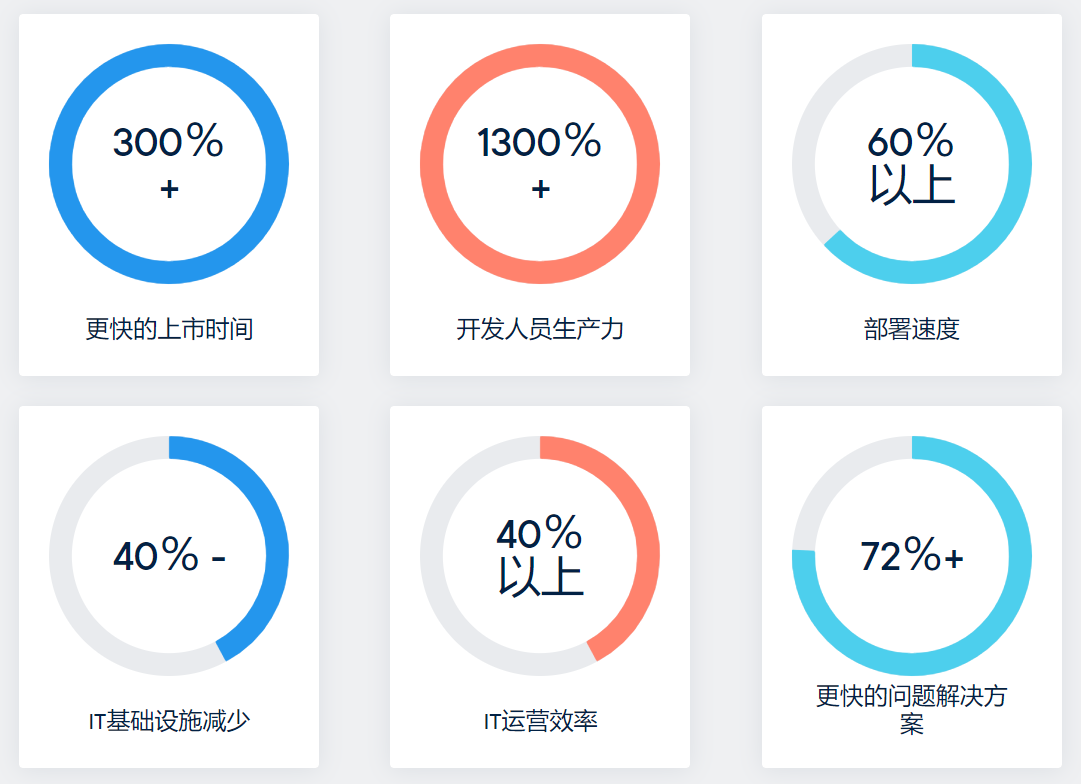 300%
+
更快的上市时间
1300%
+
开发人员生产力
60%
以上
部署速度
40% -
IT基础设施减少
40%
以上
IT运营效率
72%+
更快的问题解决方
案